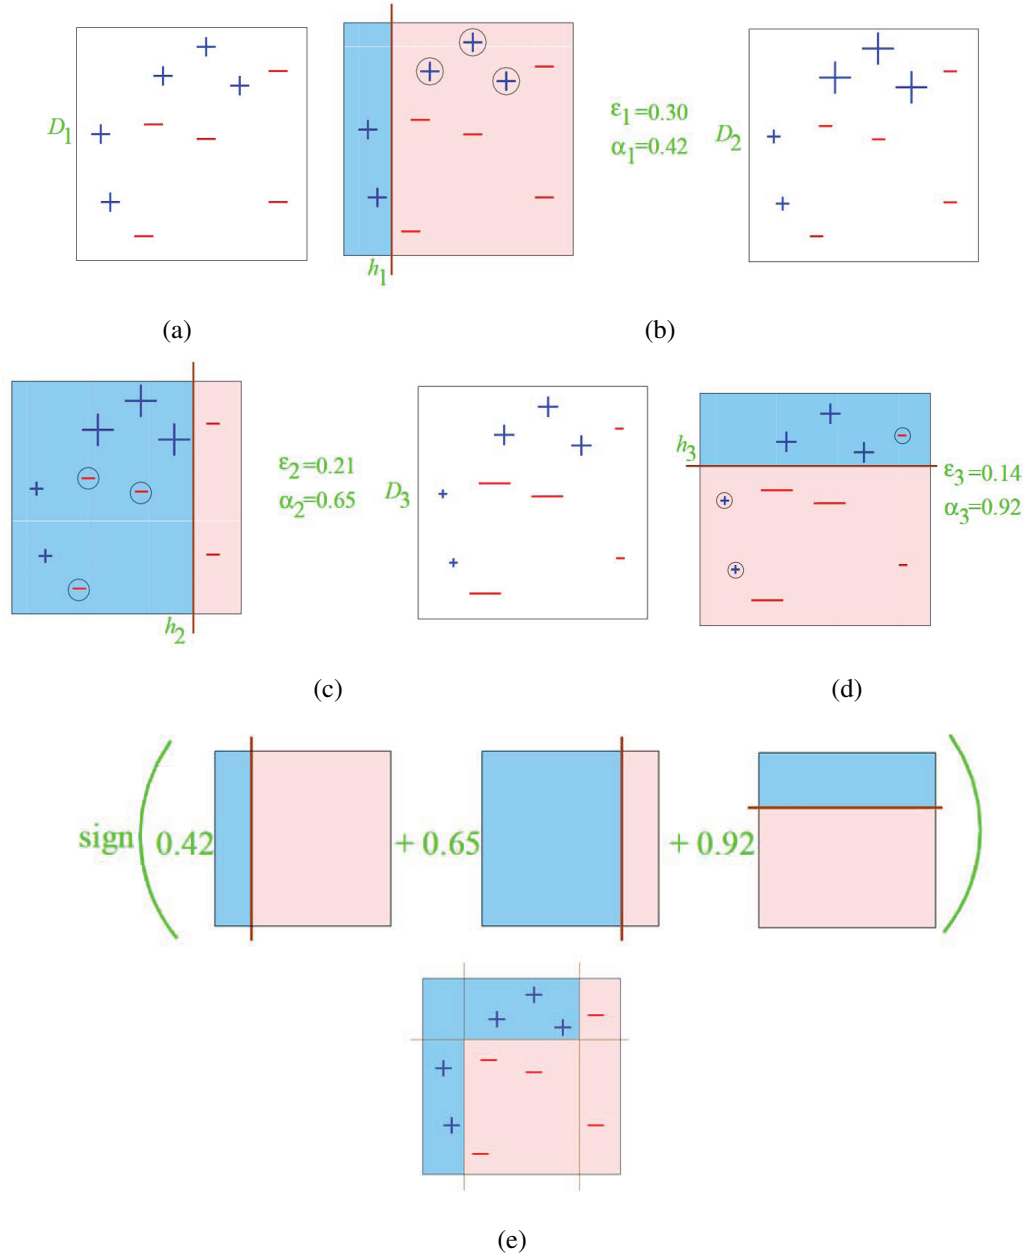 D1
h1
ε1=0.30
α1=0.42
D2
(a)
(b)
h2
ε2=0.21
α2=0.65
D3
h3
ε3=0.14
α3=0.92
(c)
(d)
sign ( 0.42 + 0.65 + 0.92 )
(e)